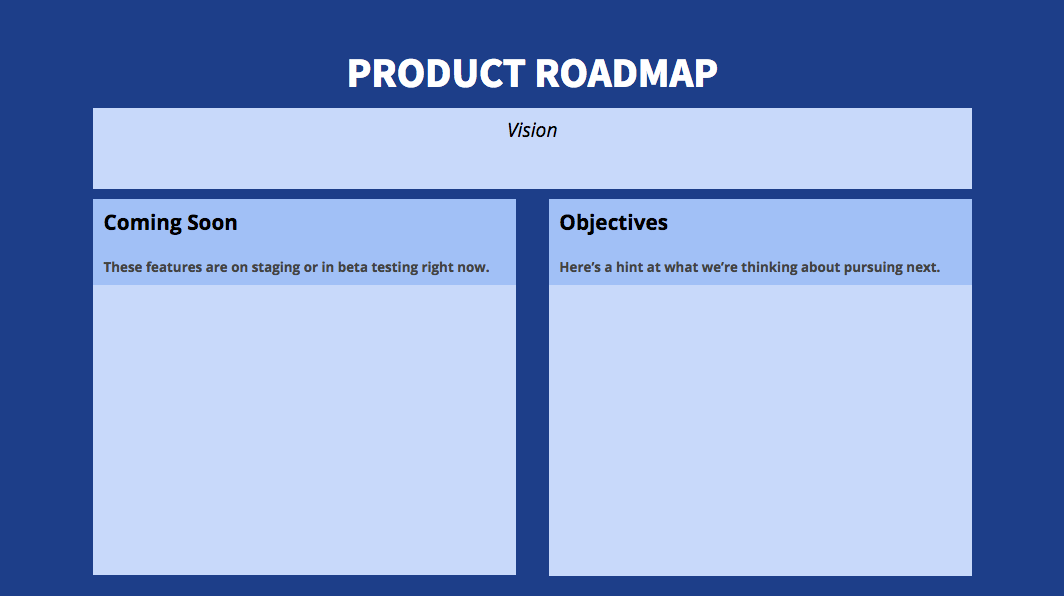 PRODUCT ROADMAP
Vision
Coming Soon
These features are on staging or in beta testing right now.
Objectives
Here’s a hint at what we’re thinking about pursuing next.